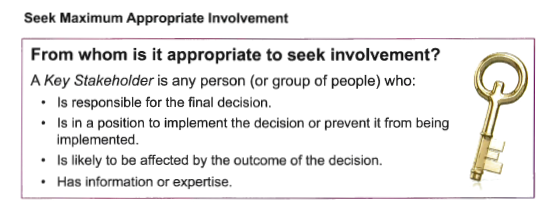 Seek Maximum Appropriate Involvement
From whom is it appropriate to seek involvement?
A Key Stakeholder is any person (or group of people) who:
• Is responsible for the final decision.
• Is in a position to implement the decision or prevent it from being
implemented.
• Is likely to be affected by the outcome of the decision.
• Has information or expertise.